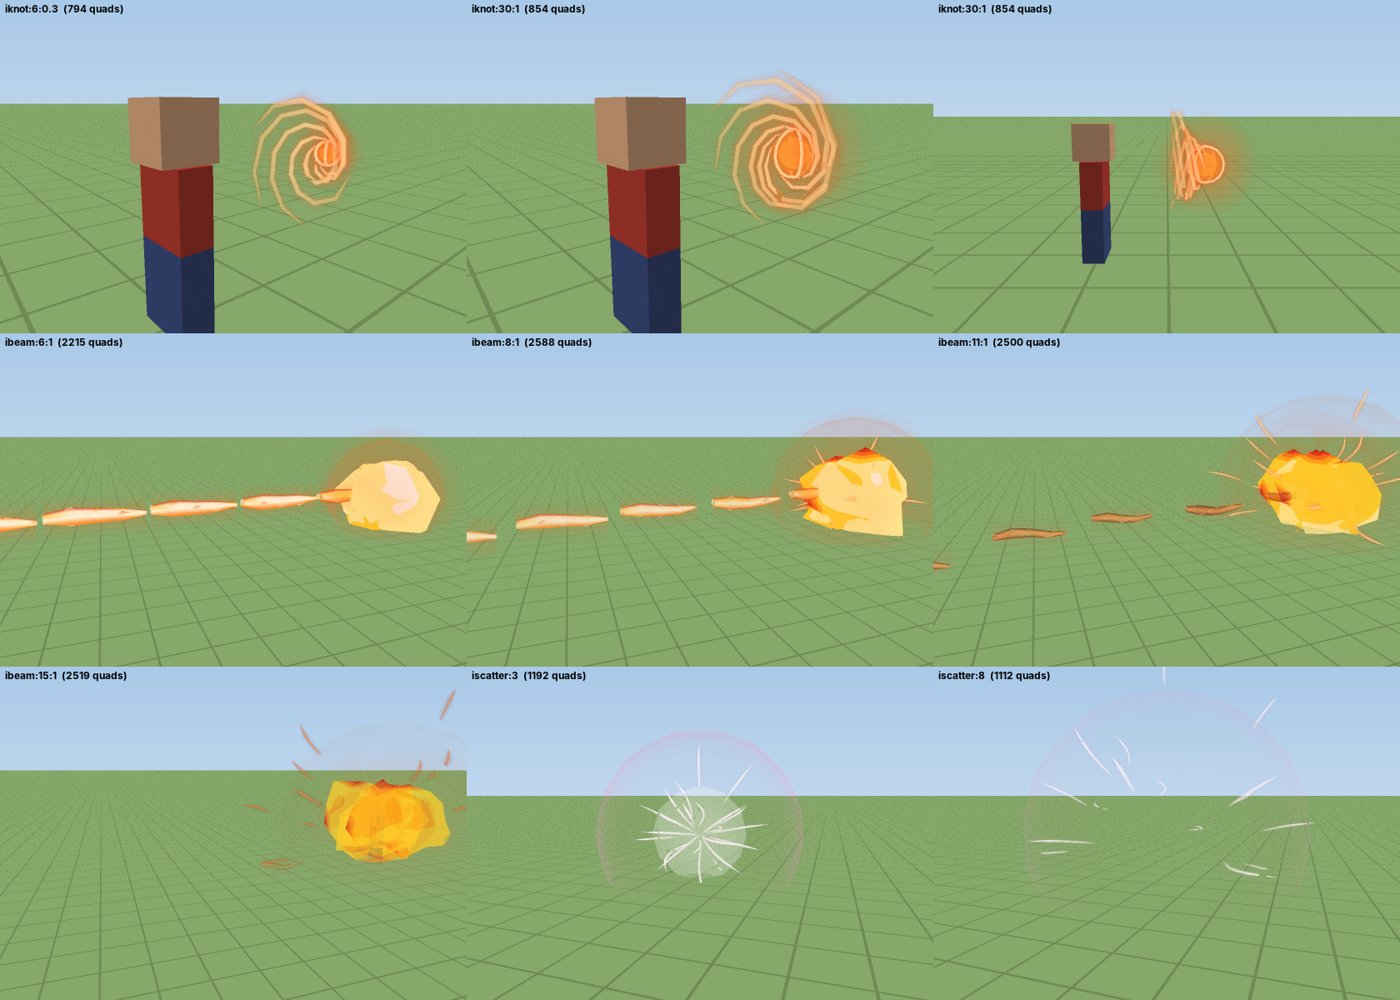 iknot:6:0.3 (794 quads)
iknot:30:1 (854 quads)
iknot:30:1 (854 quads)
ibeam:6:1 (2215 quads)
ibeam:8:1 (2588 quads)
ibeam:11:1 (2500 quads)
ibeam:15:1 (2519 quads)
iscatter:3 (1192 quads)
iscatter:8 (1112 quads)